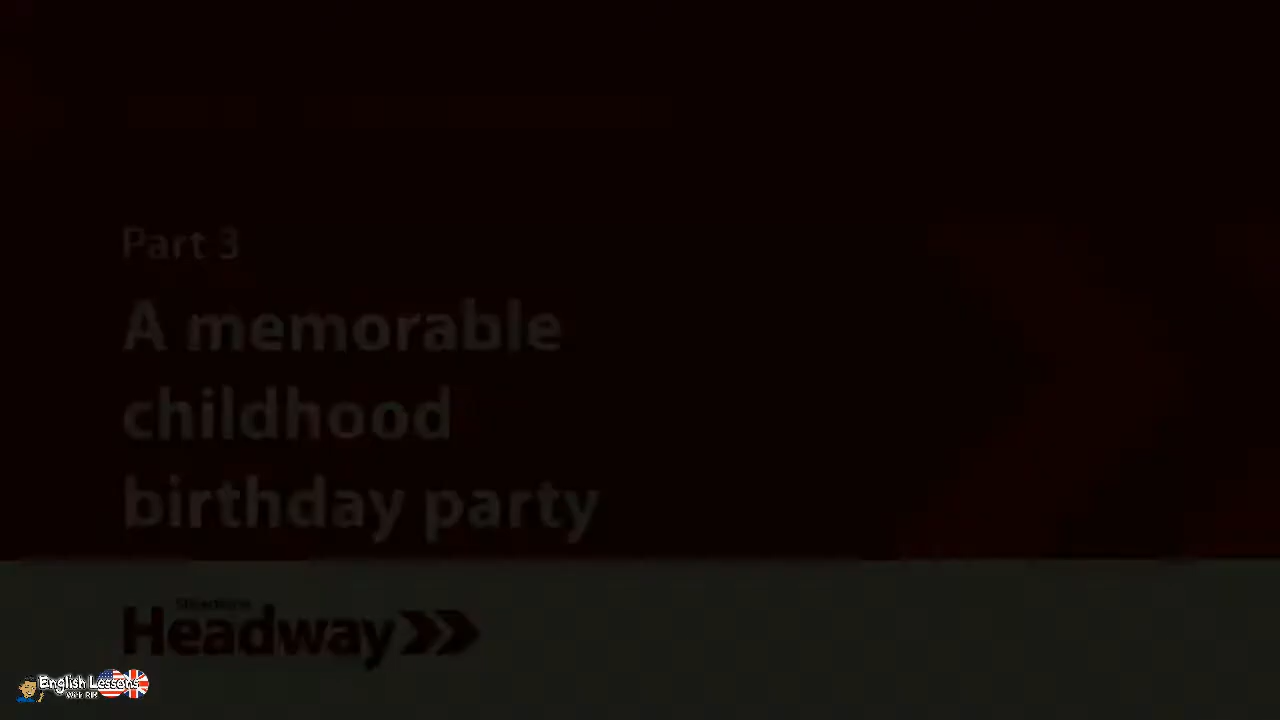 Part 3
A memorable
childhood
birthday party
Headway
English Lessons